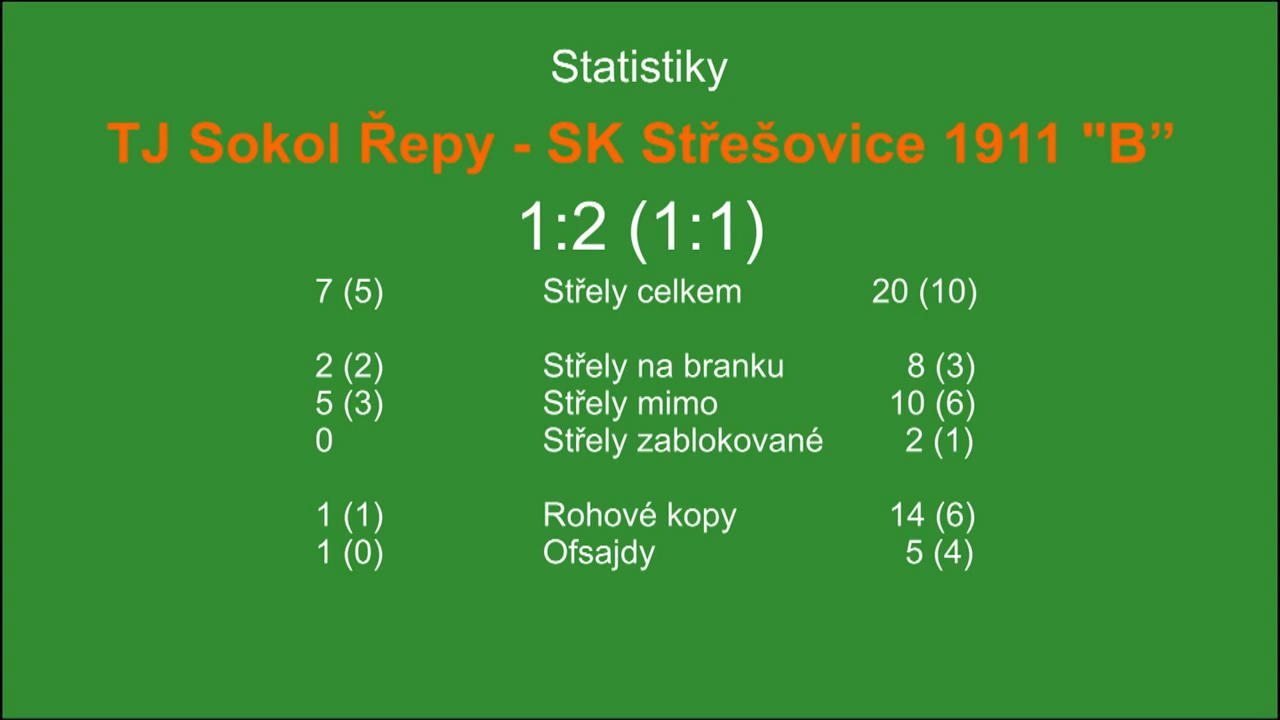 Statistiky
TJ Sokol Řepy - SK Střešovice 1911 "B”
1:2 (1:1)
7 (5) Střely celkem 20 (10)
2 (2) Střely na branku 8 (3)
5 (3) Střely mimo 10 (6)
0 Střely zablokované 2 (1)
1 (1) Rohové kopy 14 (6)
1 (0) Ofsajdy 5 (4)